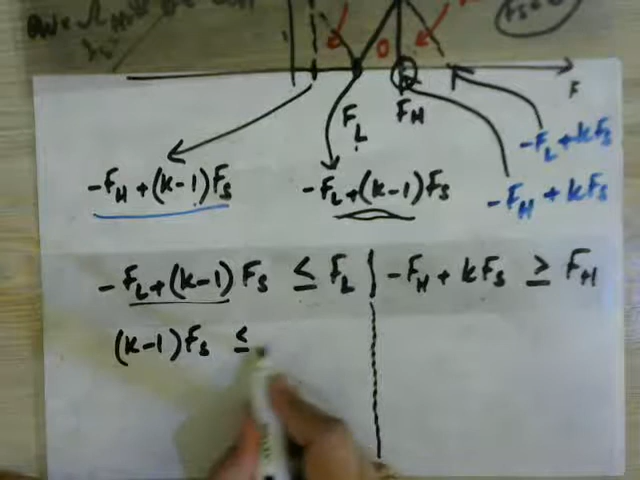 F
F_L
F_H
-F_L + kF_S
-F_H + (k-1)F_S
-F_L + (k-1)F_S
-F_H + kF_S
-F_L + (k-1)F_S ≤ F_L | -F_H + kF_S ≥ F_H
(k-1)F_S ≤